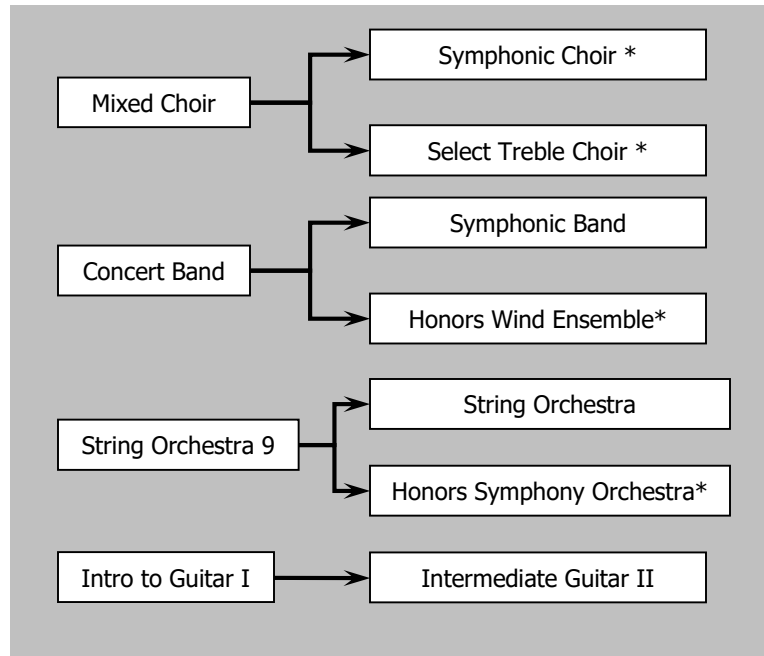 Symphonic Choir *
Mixed Choir
Select Treble Choir *
Symphonic Band
Concert Band
Honors Wind Ensemble*
String Orchestra
String Orchestra 9
Honors Symphony Orchestra*
Intro to Guitar I
Intermediate Guitar II